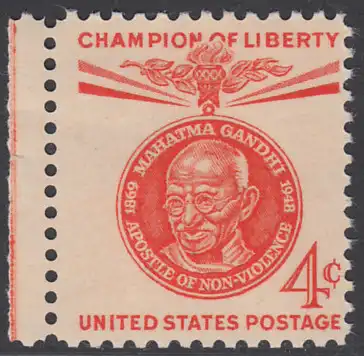 CHAMPION OF LIBERTY
MAHATMA GANDHI
1869
1948
APOSTLE OF NON-VIOLENCE
4¢
UNITED STATES POSTAGE